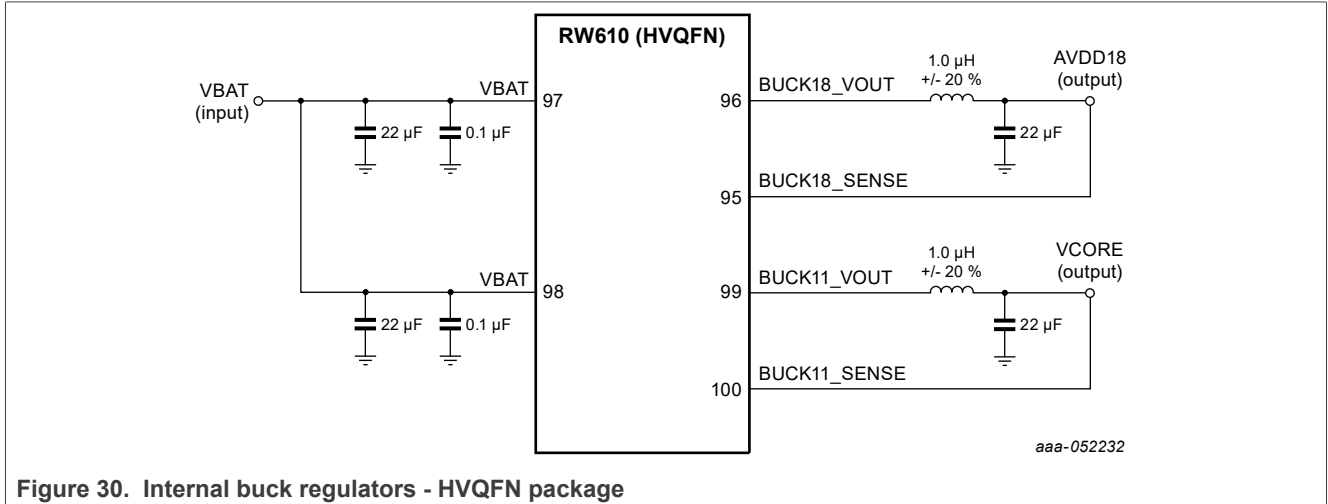 RW610 (HVQFN)
VBAT
(input)
VBAT
97
22 µF
0.1 µF
VBAT
98
22 µF
0.1 µF
96
BUCK18_VOUT
1.0 µH
+/- 20 %
AVDD18
(output)
22 µF
95
BUCK18_SENSE
99
BUCK11_VOUT
1.0 µH
+/- 20 %
VCORE
(output)
22 µF
100
BUCK11_SENSE
aaa-052232
Figure 30. Internal buck regulators - HVQFN package